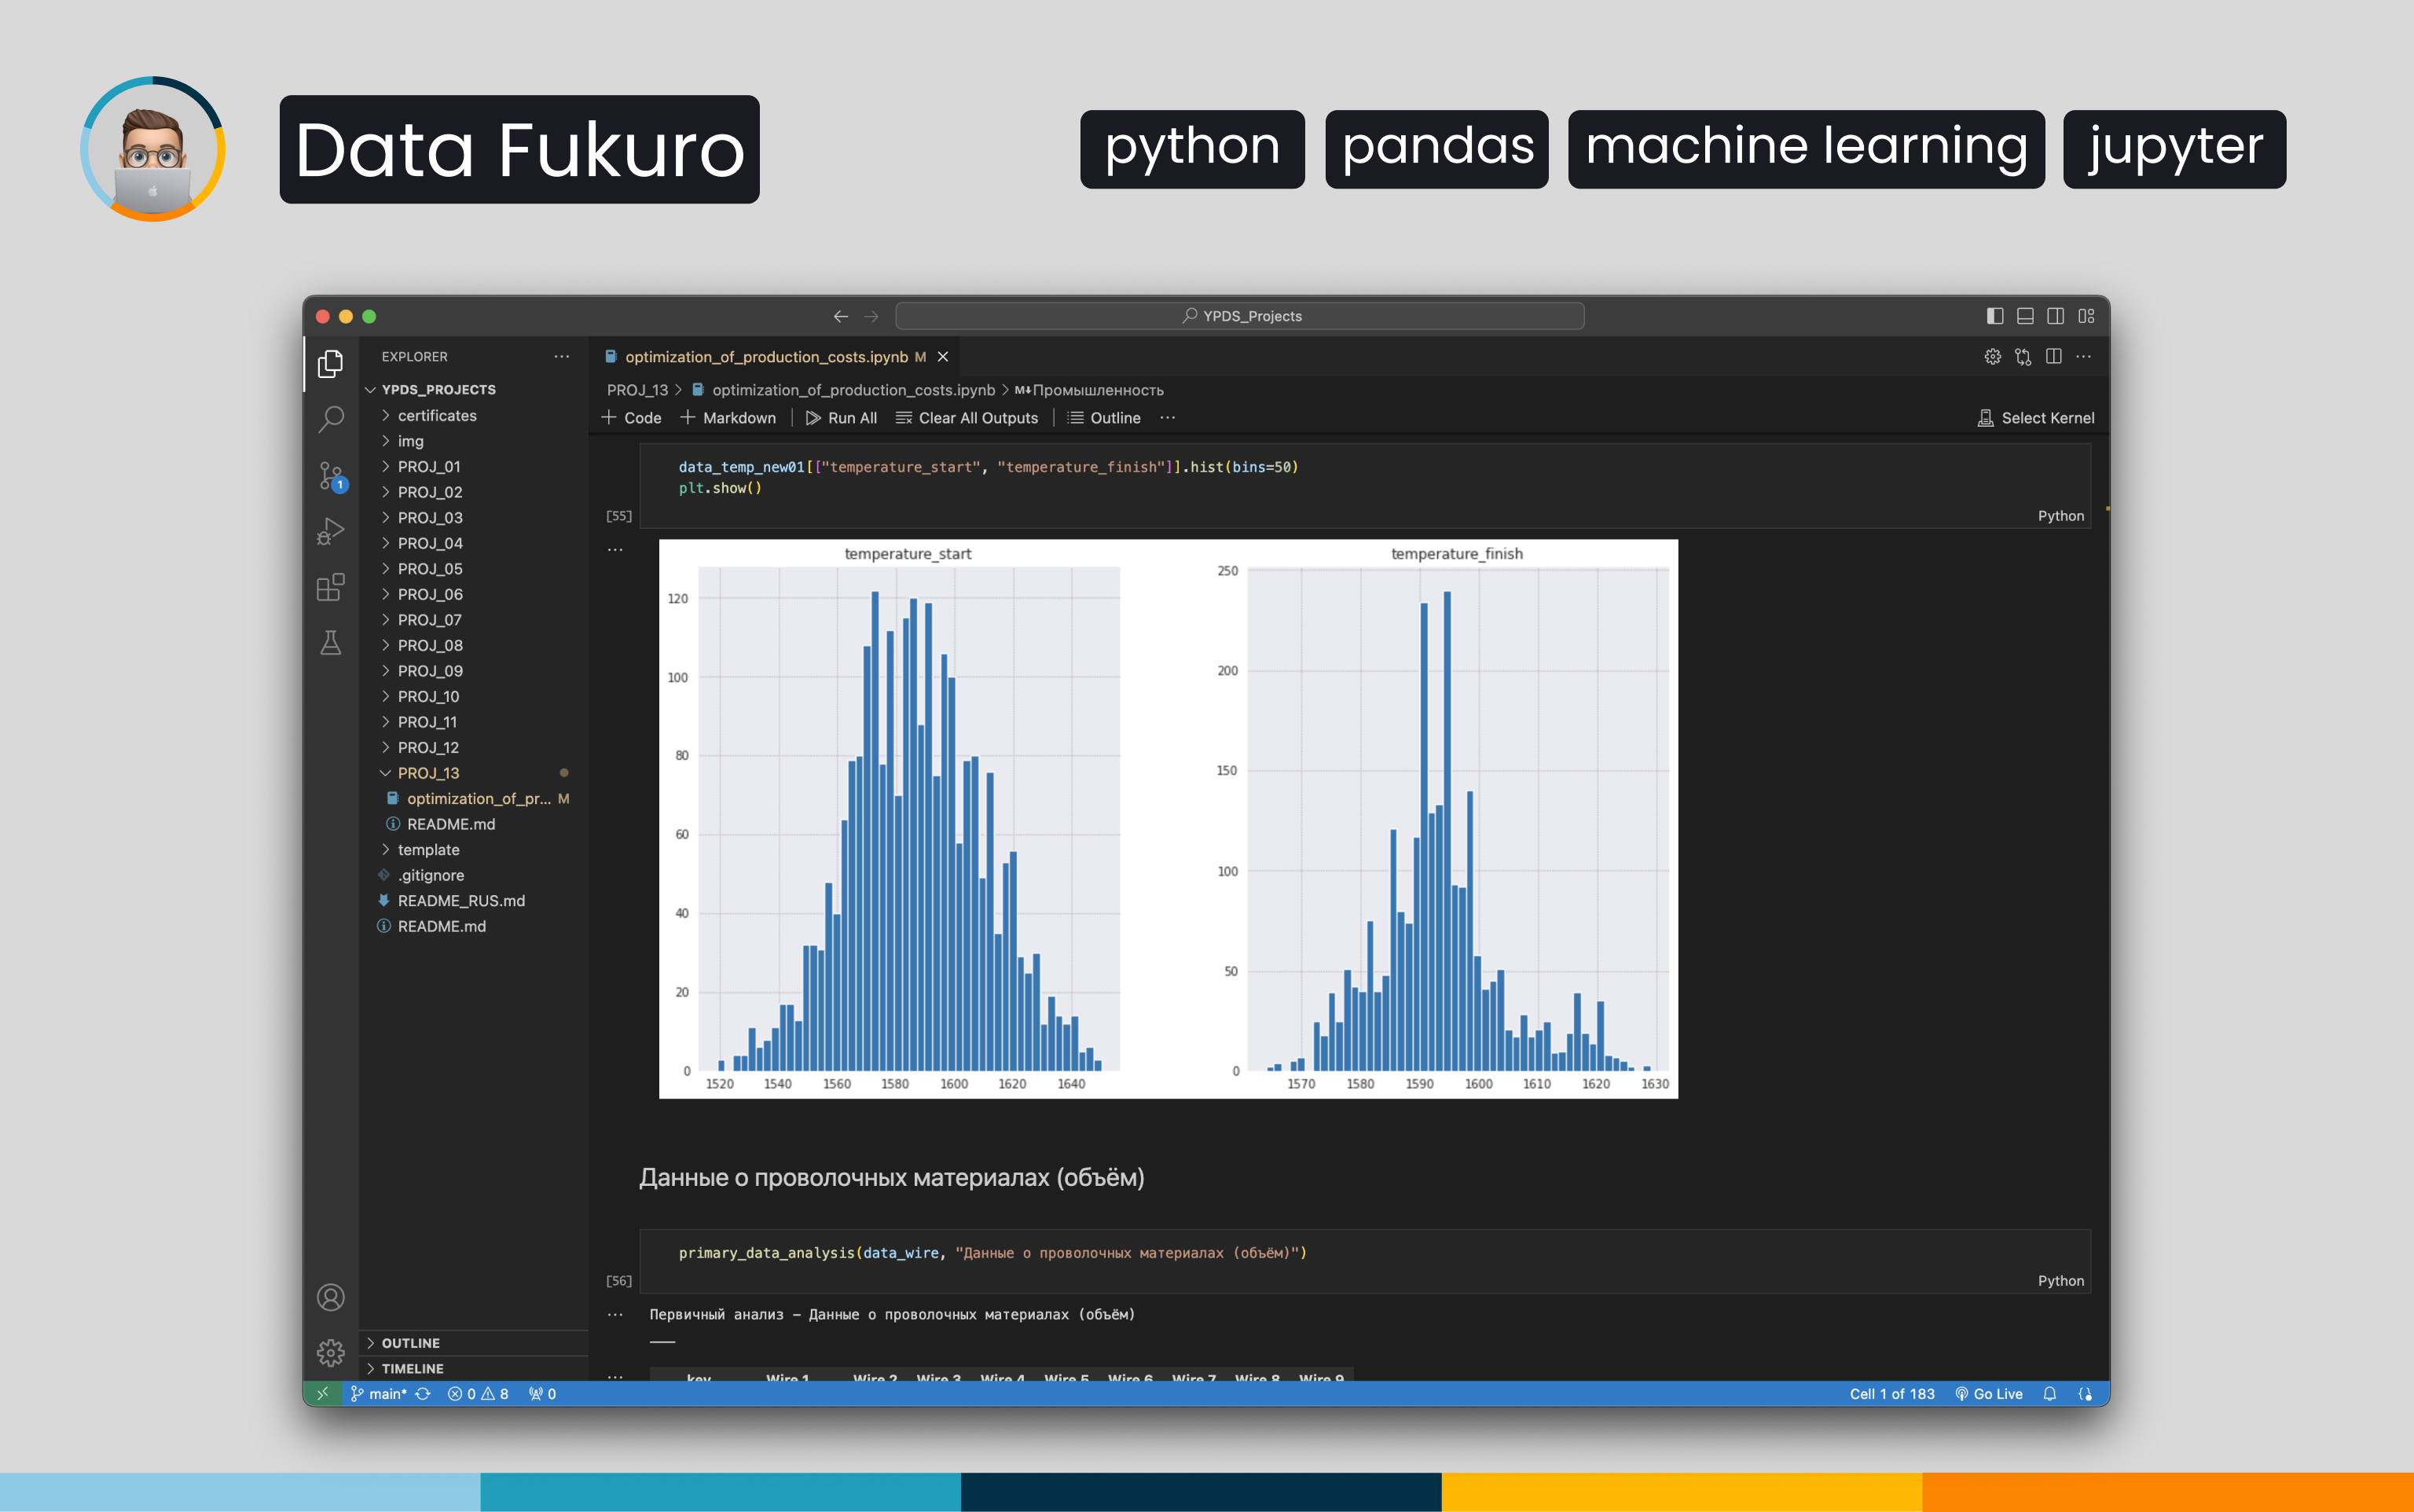 Data Fukuro
python pandas machine learning jupyter
YPDS_Projects
EXPLORER
YPDS_PROJECTS
certificates
img
PROJ_01
PROJ_02
PROJ_03
PROJ_04
PROJ_05
PROJ_06
PROJ_07
PROJ_08
PROJ_09
PROJ_10
PROJ_11
PROJ_12
PROJ_13
optimization_of_pr... M
README.md
template
.gitignore
README_RUS.md
README.md
OUTLINE
TIMELINE
optimization_of_production_costs.ipynb M
PROJ_13 > optimization_of_production_costs.ipynb > M↓Промышленность
+ Code + Markdown | Run All Clear All Outputs | Outline ... Select Kernel
data_temp_new01[["temperature_start", "temperature_finish"]].hist(bins=50)
plt.show()
[55] Python
temperature_start
120
100
80
60
40
20
0
1520 1540 1560 1580 1600 1620 1640
temperature_finish
250
200
150
100
50
0
1570 1580 1590 1600 1610 1620 1630
Данные о проволочных материалах (объём)
primary_data_analysis(data_wire, "Данные о проволочных материалах (объём)")
[56] Python
Первичный анализ – Данные о проволочных материалах (объём)
key Wire 1 Wire 2 Wire 3 Wire 4 Wire 5 Wire 6 Wire 7 Wire 8 Wire 9
main* 0 8 0 Cell 1 of 183 Go Live
1